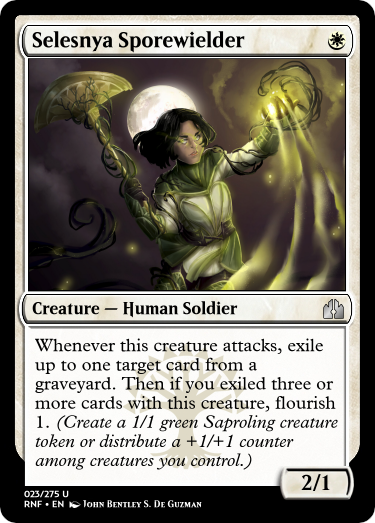 Selesnya Sporewielder
Creature — Human Soldier
Whenever this creature attacks, exile
up to one target card from a
graveyard. Then if you exiled three or
more cards with this creature, flourish
1. (Create a 1/1 green Saproling creature
token or distribute a +1/+1 counter
among creatures you control.)
2/1
023/275 U
RNF • EN John Bentley S. De Guzman